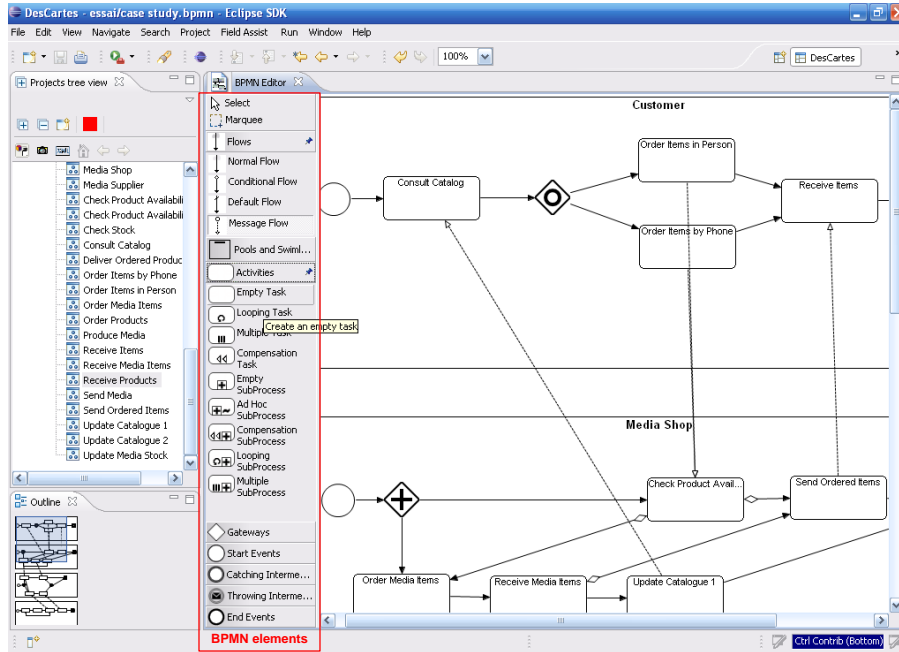 DesCartes - essai/case study.bpmn - Eclipse SDK
File Edit View Navigate Search Project Field Assist Run Window Help
100%
DesCartes
Projects tree view
Media Shop
Media Supplier
Check Product Availabili
Check Product Availabili
Check Stock
Consult Catalog
Deliver Ordered Produc
Order Items by Phone
Order Items in Person
Order Media Items
Order Products
Produce Media
Receive Items
Receive Media Items
Receive Products
Send Media
Send Ordered Items
Update Catalogue 1
Update Catalogue 2
Update Media Stock
Outline
BPMN Editor
Select
Marquee
Flows
Normal Flow
Conditional Flow
Default Flow
Message Flow
Pools and Swiml...
Activities
Empty Task
Looping Task
Create an empty task
Multiple Task
Compensation
Task
Empty
SubProcess
Ad Hoc
SubProcess
Compensation
SubProcess
Looping
SubProcess
Multiple
SubProcess
Gateways
Start Events
Catching Interme...
Throwing Interme...
End Events
BPMN elements
Customer
Order Items in Person
Consult Catalog
Receive Items
Order Items by Phone
Media Shop
Check Product Avail...
Send Ordered Items
Order Media Items
Receive Media Items
Update Catalogue 1
Ctrl Contrib (Bottom)